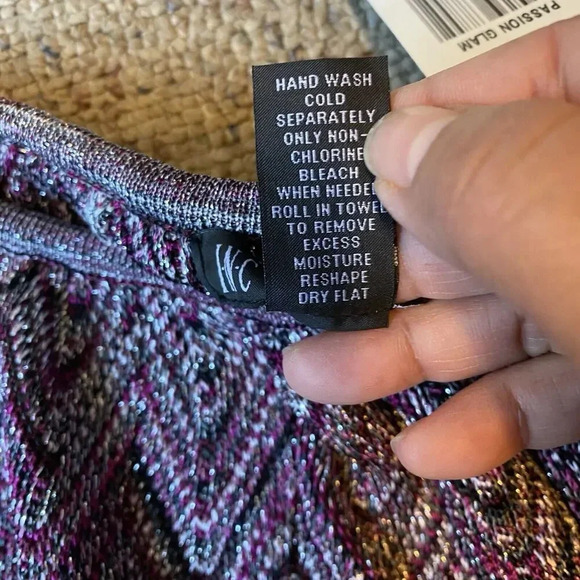 PASSION GLAM
HAND WASH
COLD
SEPARATELY
ONLY NON-
CHLORINE
BLEACH
WHEN NEEDED
ROLL IN TOWEL
TO REMOVE
EXCESS
MOISTURE
RESHAPE
DRY FLAT